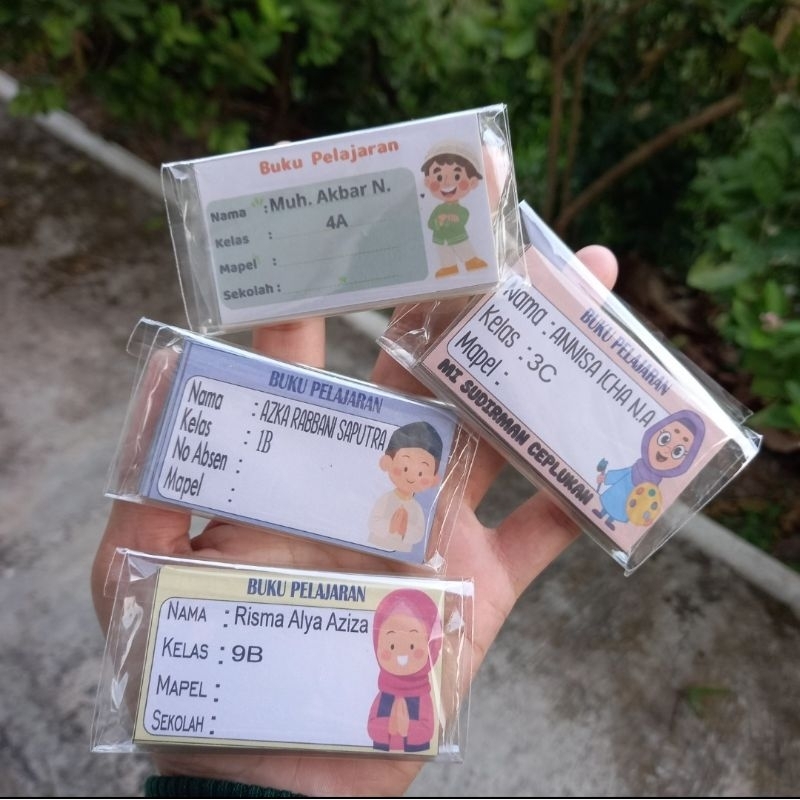 Buku Pelajaran
Nama : Muh. Akbar N.
Kelas : 4A
Mapel :
Sekolah :
BUKU PELAJARAN
Nama : ANNISA ICHA N.A
Kelas : 3C
Mapel :
MI SUDIRMAN CEPLUKAN
BUKU PELAJARAN
Nama : AZKA RABBANI SAPUTRA
Kelas : 1B
No Absen :
Mapel :
BUKU PELAJARAN
NAMA : Risma Alya Aziza
KELAS : 9B
MAPEL :
SEKOLAH :